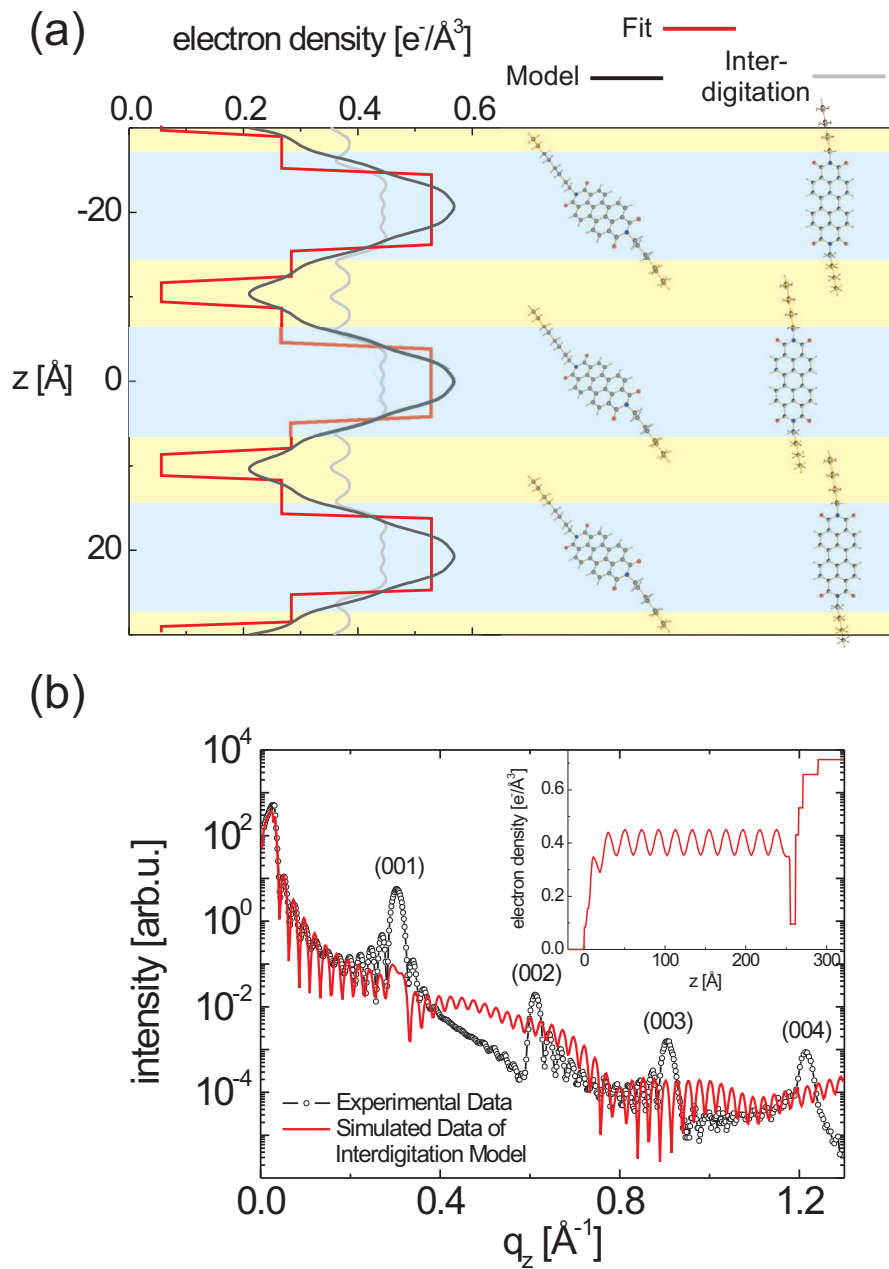 (a)
electron density [e⁻/Å³]
Fit
Model
Inter-
digitation
0.0 0.2 0.4 0.6
-20
z [Å] 0
20
(b)
10⁴
10²
10⁰
10⁻²
10⁻⁴
intensity [arb.u.]
(001)
(002)
(003)
(004)
Experimental Data
Simulated Data of
Interdigitation Model
0.0 0.4 0.8 1.2
q_z [Å⁻¹]
electron density [e⁻/Å³]
0.6
0.4
0.2
0.0
0 100 200 300
z [Å]